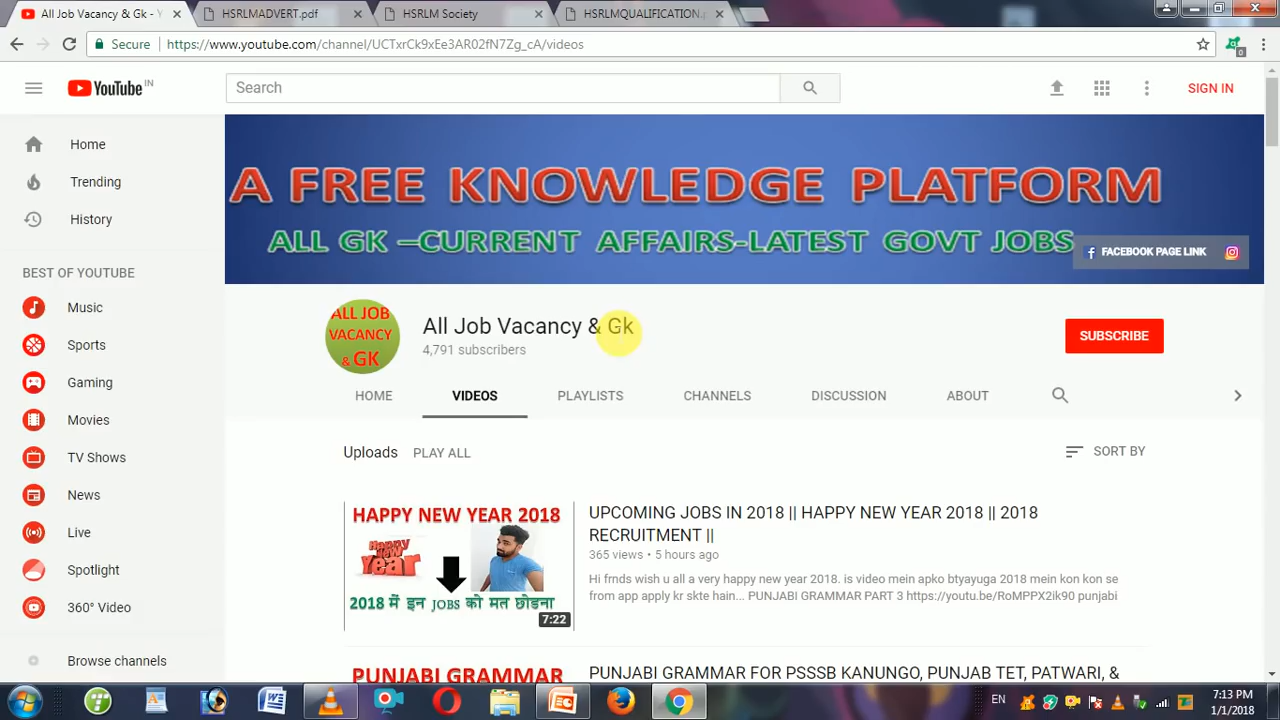 All Job Vacancy & Gk - Y
HSRLMADVERT.pdf
HSRLM Society
HSRLMQUALIFICATION.p
Secure
https://www.youtube.com/channel/UCTxrCk9xEe3AR02fN7Zg_cA/videos
0
YouTube IN
Search
SIGN IN
Home
Trending
History
BEST OF YOUTUBE
Music
Sports
Gaming
Movies
TV Shows
News
Live
Spotlight
360° Video
Browse channels
A FREE KNOWLEDGE PLATFORM
ALL GK –CURRENT AFFAIRS-LATEST GOVT JOBS
FACEBOOK PAGE LINK
ALL JOB
VACANCY
& GK
All Job Vacancy & Gk
4,791 subscribers
SUBSCRIBE
HOME
VIDEOS
PLAYLISTS
CHANNELS
DISCUSSION
ABOUT
Uploads
PLAY ALL
SORT BY
HAPPY NEW YEAR 2018
Happy
New
Year
2018 में इन JOBS को मत छोडना
7:22
UPCOMING JOBS IN 2018 || HAPPY NEW YEAR 2018 || 2018
RECRUITMENT ||
365 views • 5 hours ago
Hi frnds wish u all a very happy new year 2018. is video mein apko btyayuga 2018 mein kon kon se
from app apply kr skte hain... PUNJABI GRAMMAR PART 3 https://youtu.be/RoMPPX2ik90 punjabi
PUNJABI GRAMMAR
PUNJABI GRAMMAR FOR PSSSB KANUNGO, PUNJAB TET, PATWARI, &
EN
7:13 PM
1/1/2018